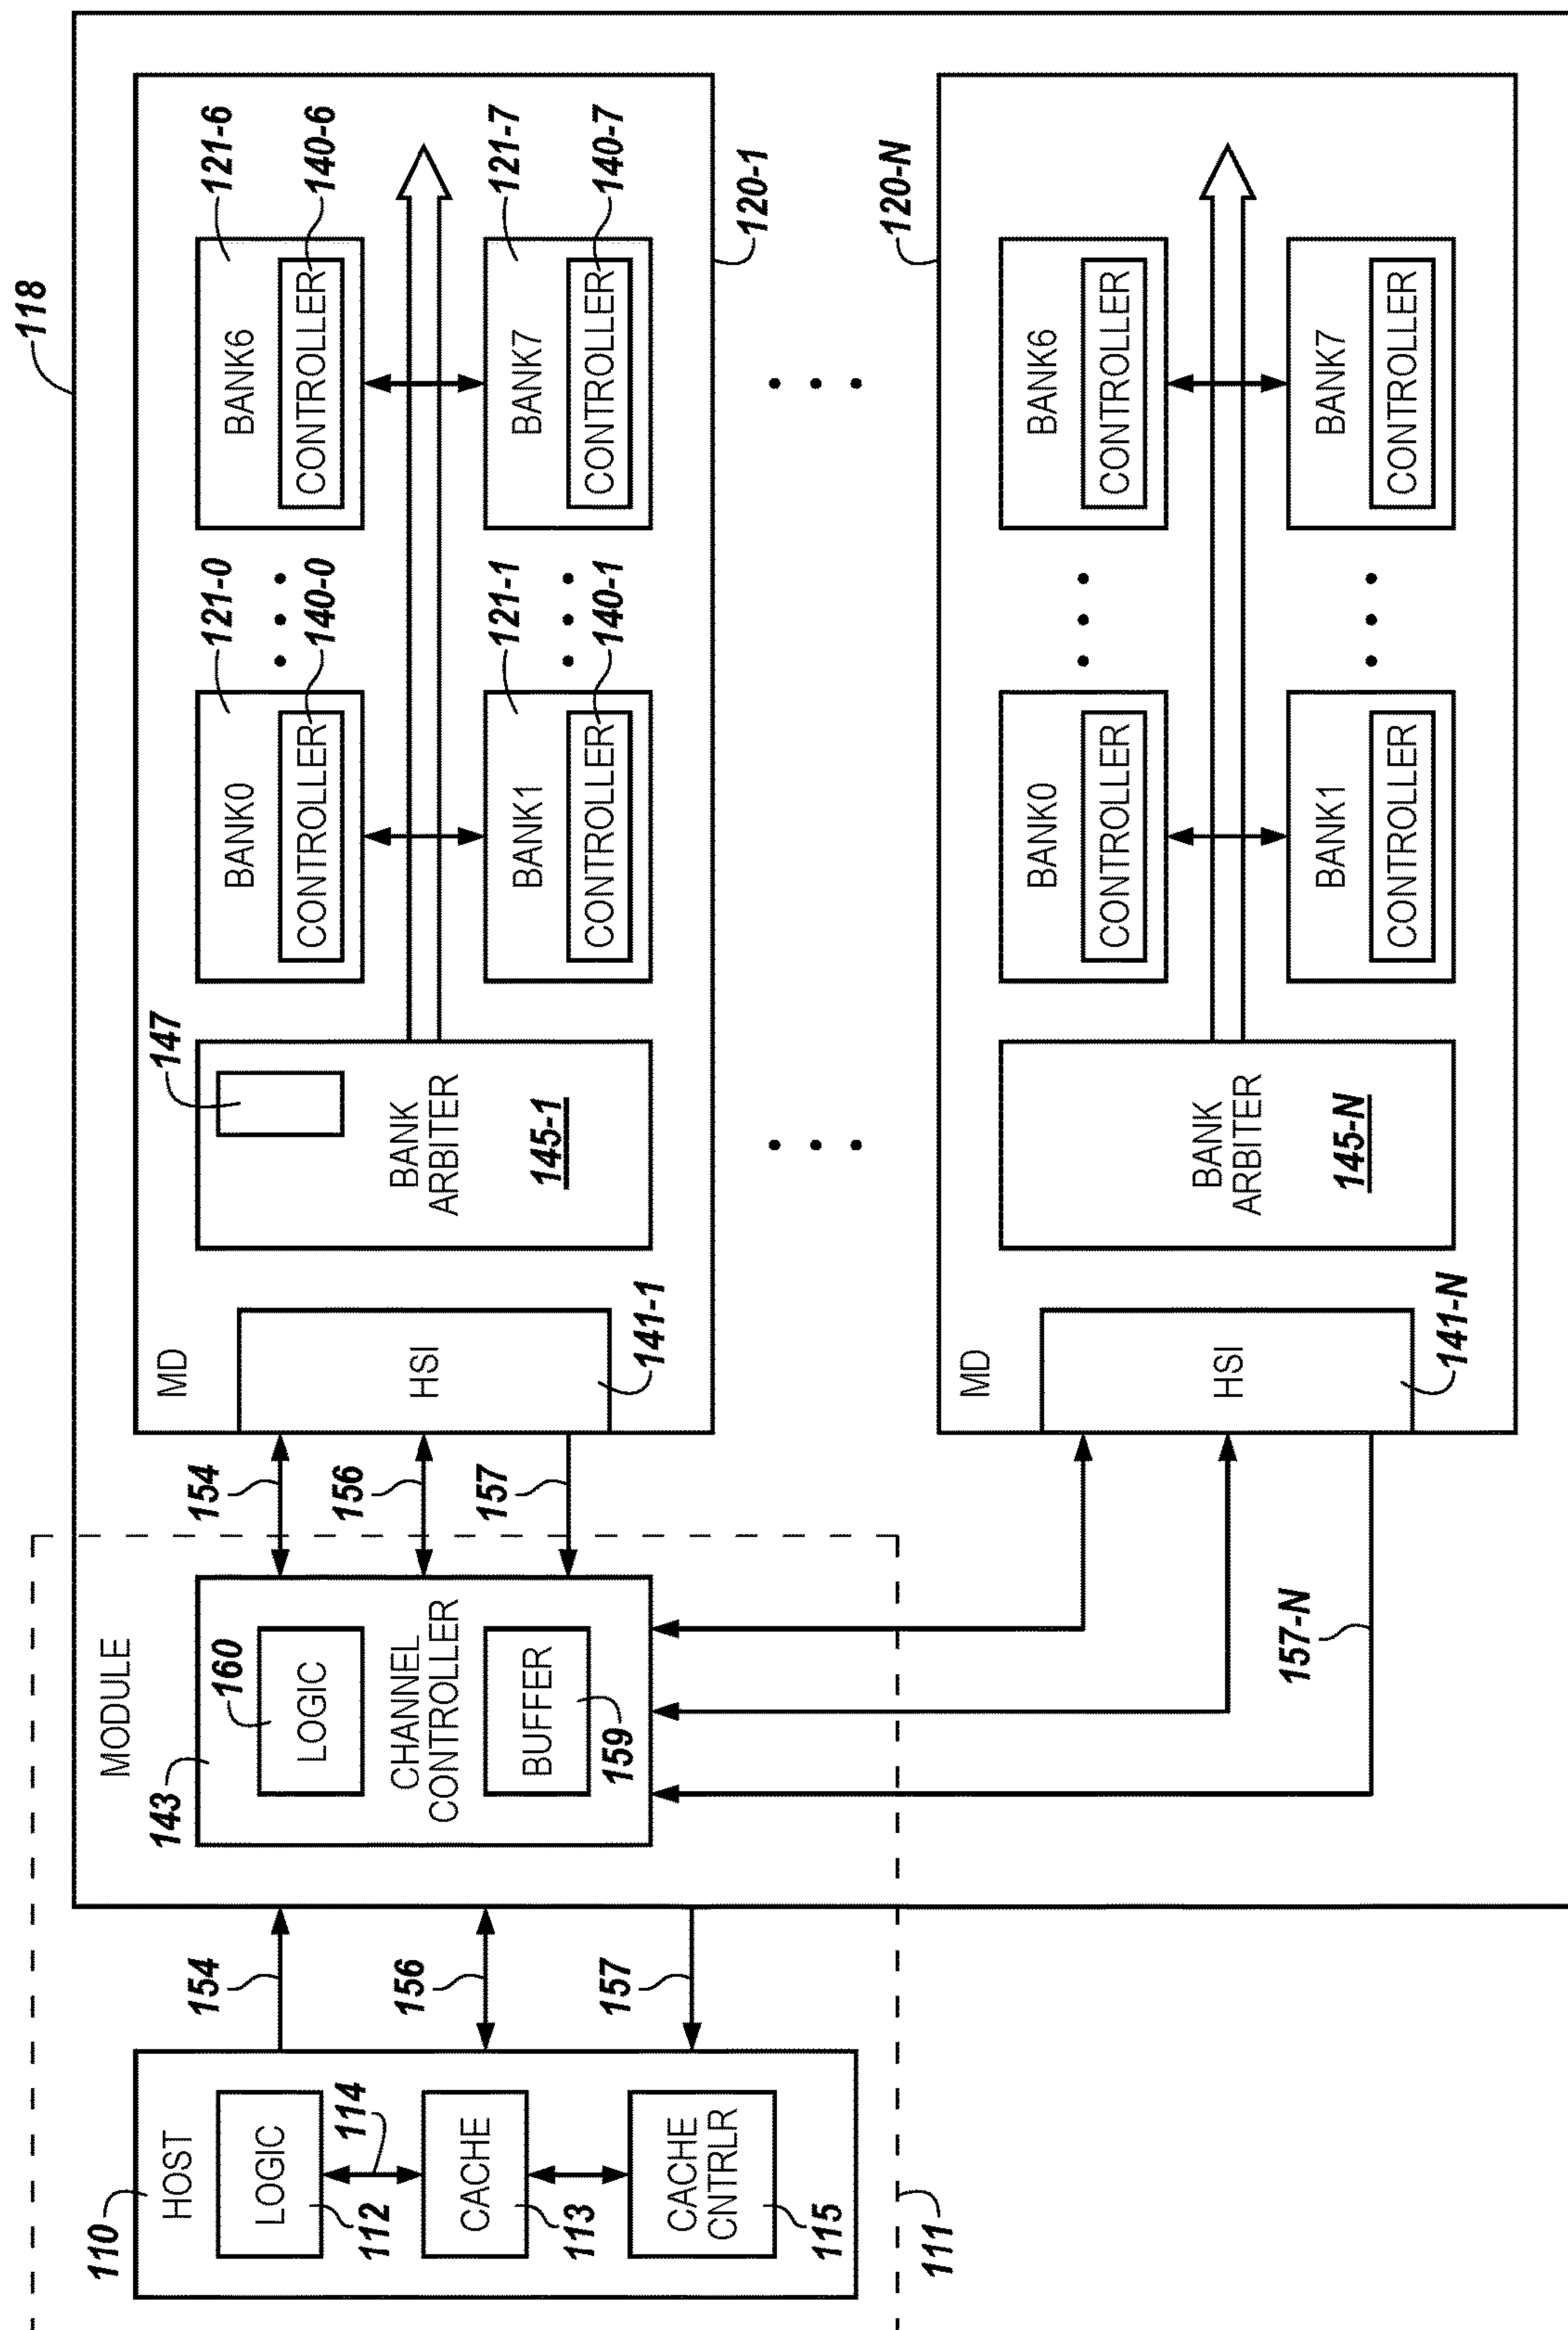 118
110
HOST
LOGIC
112
114
CACHE
113
CACHE
CNTRLR
115
111
154
156
157
MODULE
143
160
LOGIC
CHANNEL
CONTROLLER
BUFFER
159
154
156
157
157-N
MD
HSI
141-1
147
BANK
ARBITER
145-1
121-0
BANK0
140-0
CONTROLLER
121-1
BANK1
140-1
CONTROLLER
121-6
BANK6
140-6
CONTROLLER
121-7
BANK7
140-7
CONTROLLER
120-1
120-N
MD
HSI
141-N
BANK
ARBITER
145-N
BANK0
CONTROLLER
BANK1
CONTROLLER
BANK6
CONTROLLER
BANK7
CONTROLLER